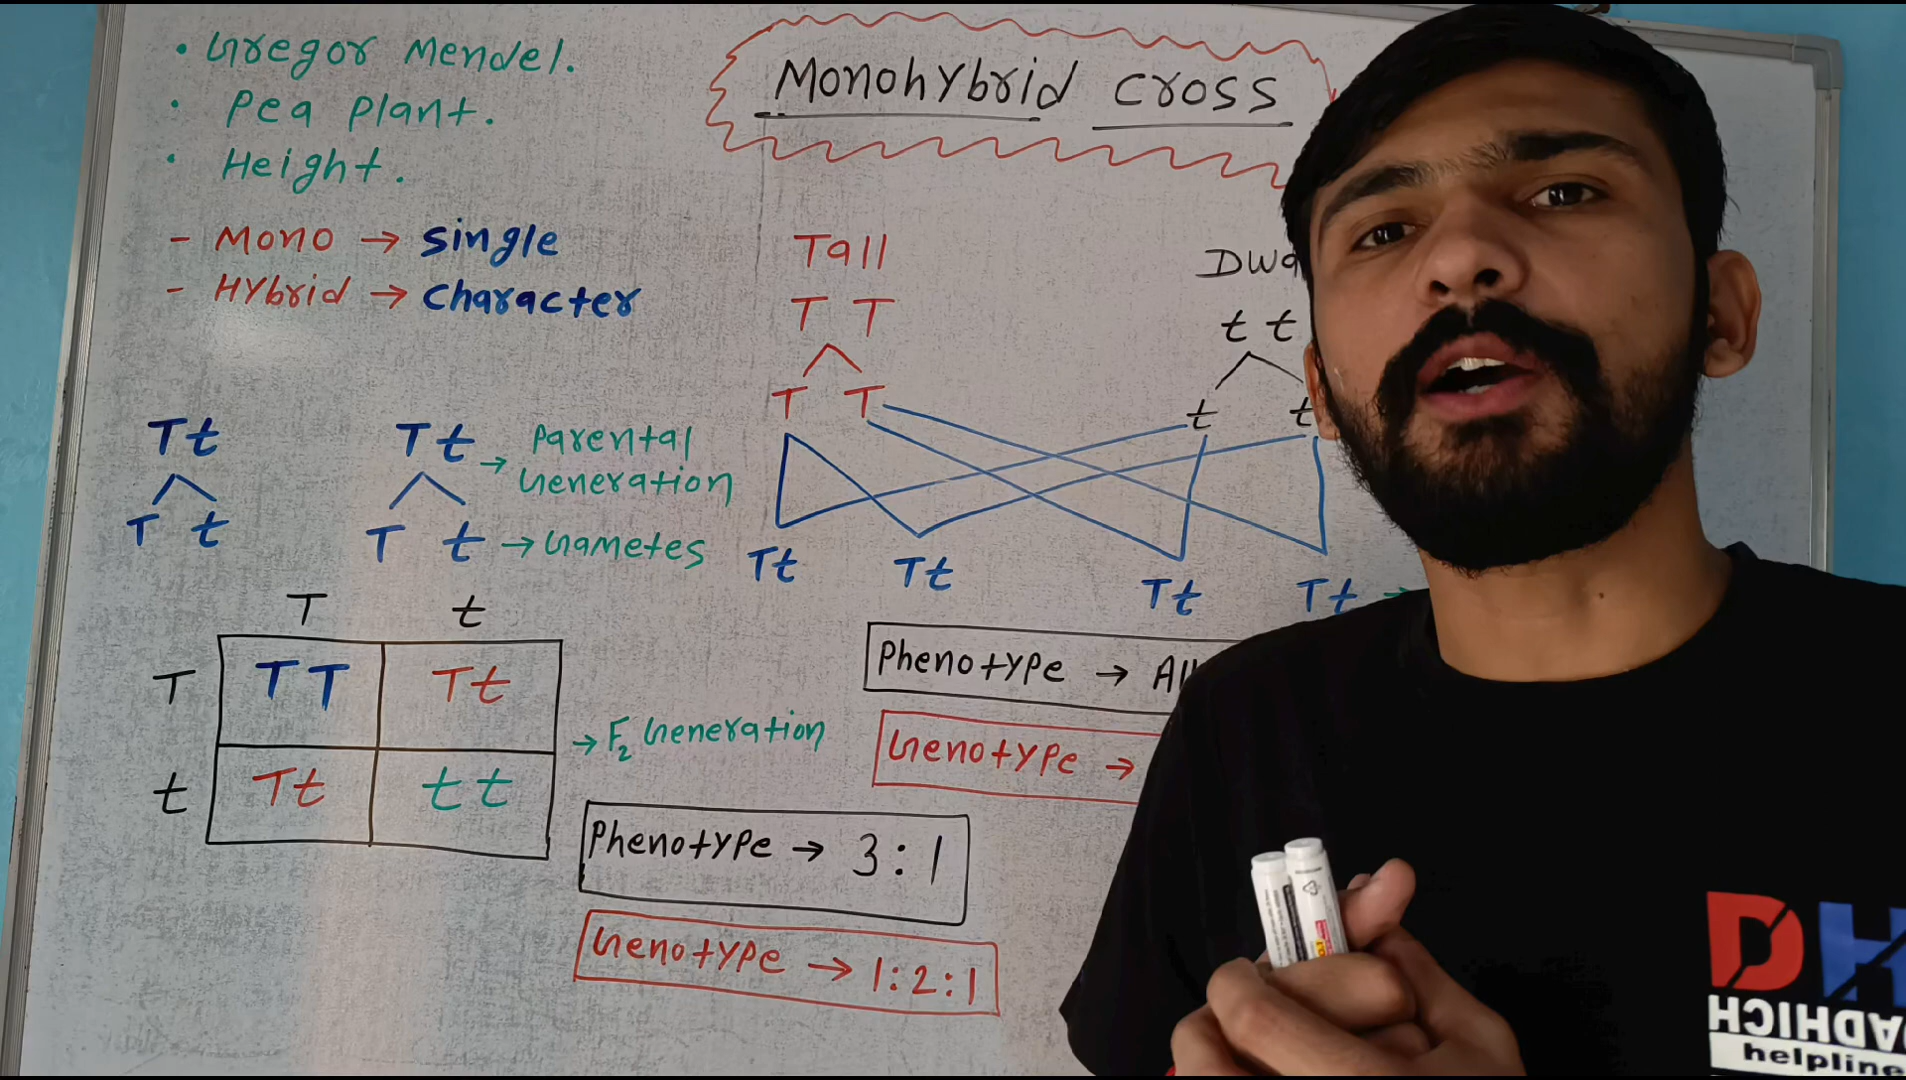 • Gregor Mendel.
• Pea Plant.
• Height.
- Mono → single
- Hybrid → character
Monohybrid cross
Tall
T T
t t
T T
t t
Tt Tt Tt Tt →
Phenotype →
Genotype →
Tt Tt → Parental Generation
T t T t → Gametes
T t
T TT Tt
t Tt tt
→ F2 Generation
Phenotype → 3:1
Genotype → 1:2:1
helpline